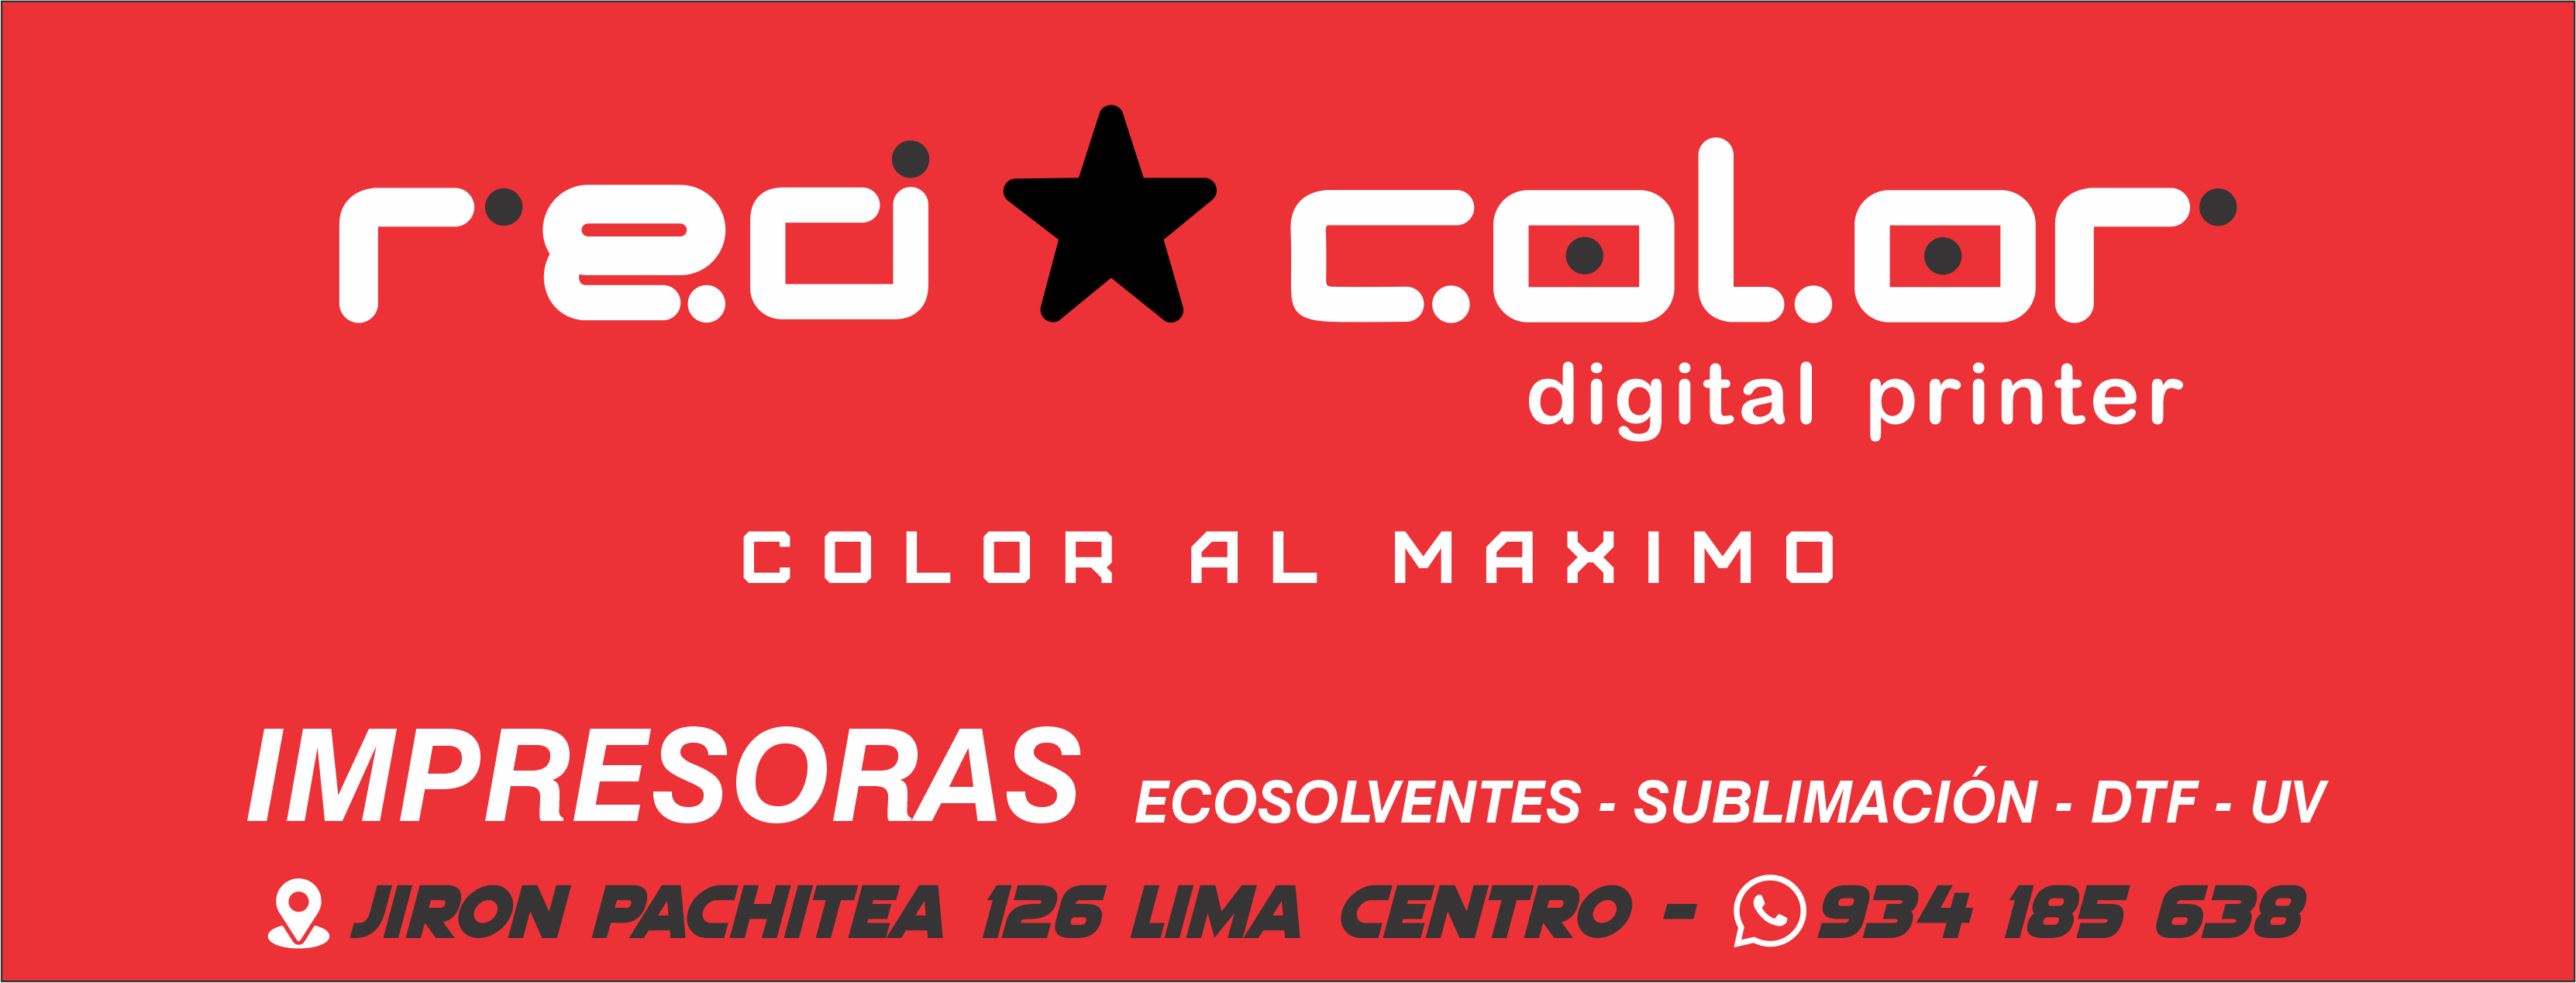 red color
digital printer
COLOR AL MAXIMO
IMPRESORAS ECOSOLVENTES - SUBLIMACIÓN - DTF - UV
JIRON PACHITEA 126 LIMA CENTRO - 934 185 638